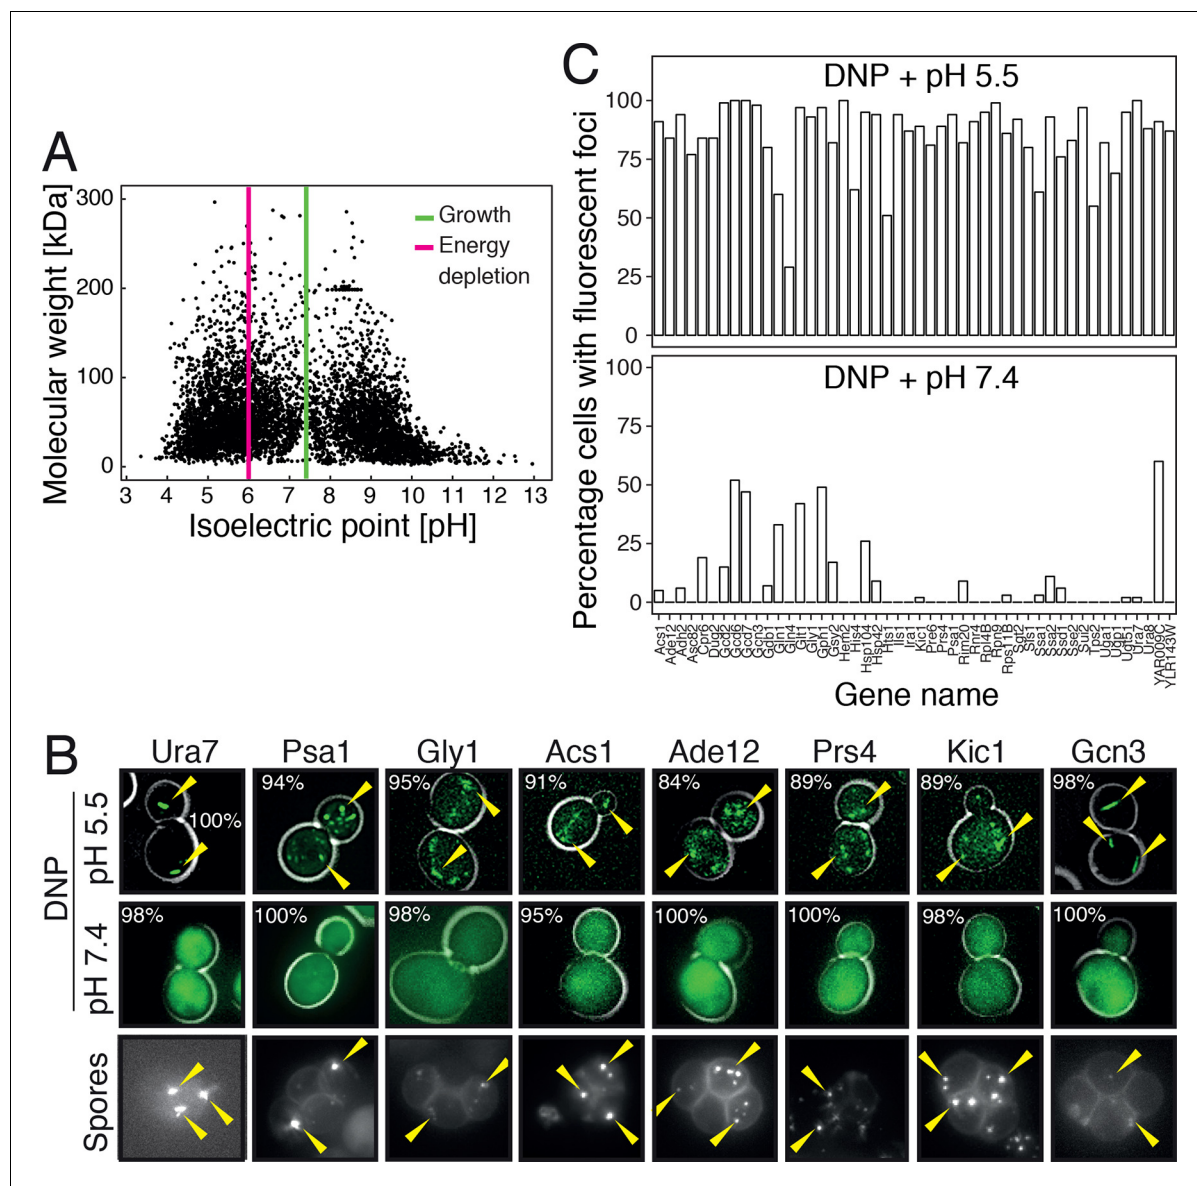 A
Molecular weight [kDa]
300
200
100
0
Growth
Energy
depletion
3 4 5 6 7 8 9 10 11 12 13
Isoelectric point [pH]
C
Percentage cells with fluorescent foci
DNP + pH 5.5
100
75
50
25
0
DNP + pH 7.4
100
75
50
25
0
Acs1
Ade12
Adh2
Asc82
Cpr6
Dug2
Gcd2
Gcd6
Gcd7
Gcn3
Gdb1
Gln1
Gln4
Glt1
Gly1
Gph1
Gsy2
Hem2
His4
Hsp104
Hsp42
Hts1
Ils1
Ira1
Kic1
Pre6
Prs4
Psa1
Rim20
Rnr4
Rpl4B
Rpn9
Rps11B
Sgt2
Sls1
Ssa1
Ssa2
Ssd1
Sse2
Sui2
Tps2
Uga1
Ugp1
Ugt51
Ura7
Ura8
YAR009C
YLR143W
Gene name
B
Ura7 Psa1 Gly1 Acs1 Ade12 Prs4 Kic1 Gcn3
DNP
pH 5.5
100% 94% 95% 91% 84% 89% 89% 98%
pH 7.4
98% 100% 98% 95% 100% 100% 98% 100%
Spores